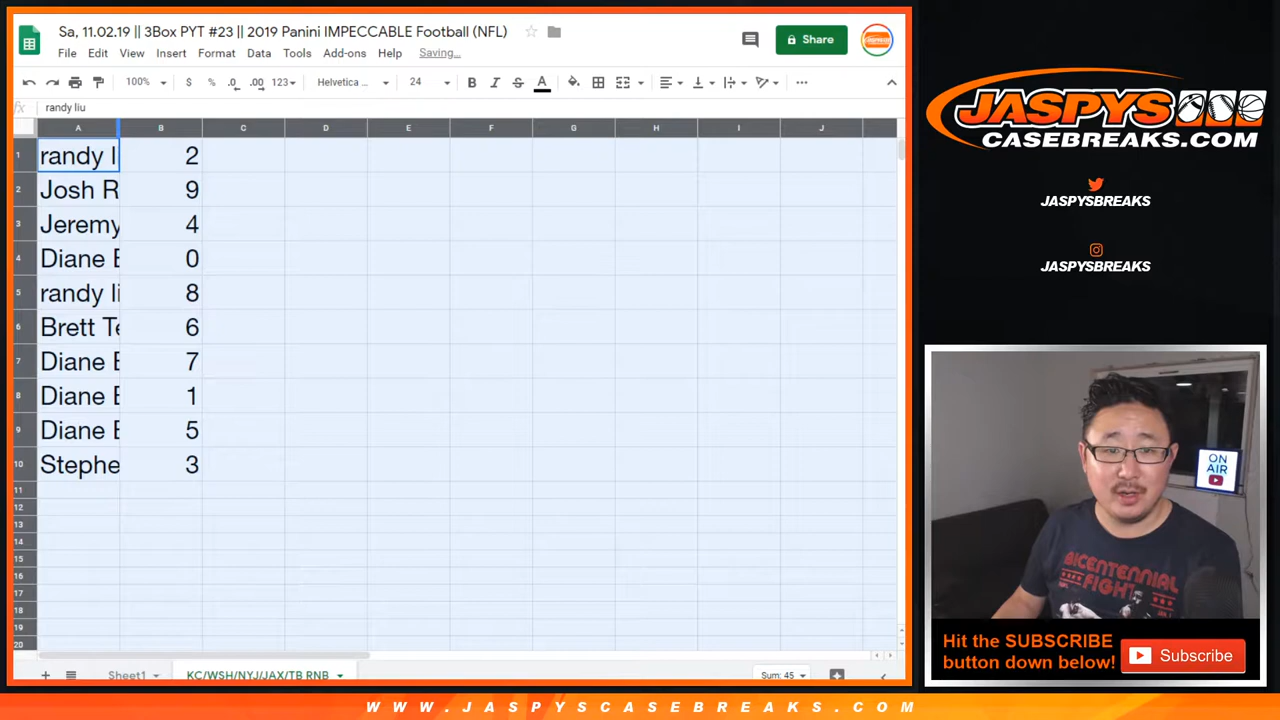 Sa, 11.02.19 || 3Box PYT #23 || 2019 Panini IMPECCABLE Football (NFL)
File Edit View Insert Format Data Tools Add-ons Help Saving...
Share
100% $ % .0 .00 123 Helvetica ... 24 B I S A
fx randy liu
A B C D E F G H I J
1 randy l 2
2 Josh R 9
3 Jeremy 4
4 Diane E 0
5 randy li 8
6 Brett Te 6
7 Diane E 7
8 Diane E 1
9 Diane E 5
10 Stephe 3
11
12
13
14
15
16
17
18
19
20
Sheet1 KC/WSH/NYJ/JAX/TB RNB Sum: 45
JASPYS
CASEBREAKS.COM
JASPYSBREAKS
JASPYSBREAKS
ON
AIR
BICENTENNIAL
FIGHT
Hit the SUBSCRIBE
button down below!
Subscribe
WWW.JASPYSCASEBREAKS.COM